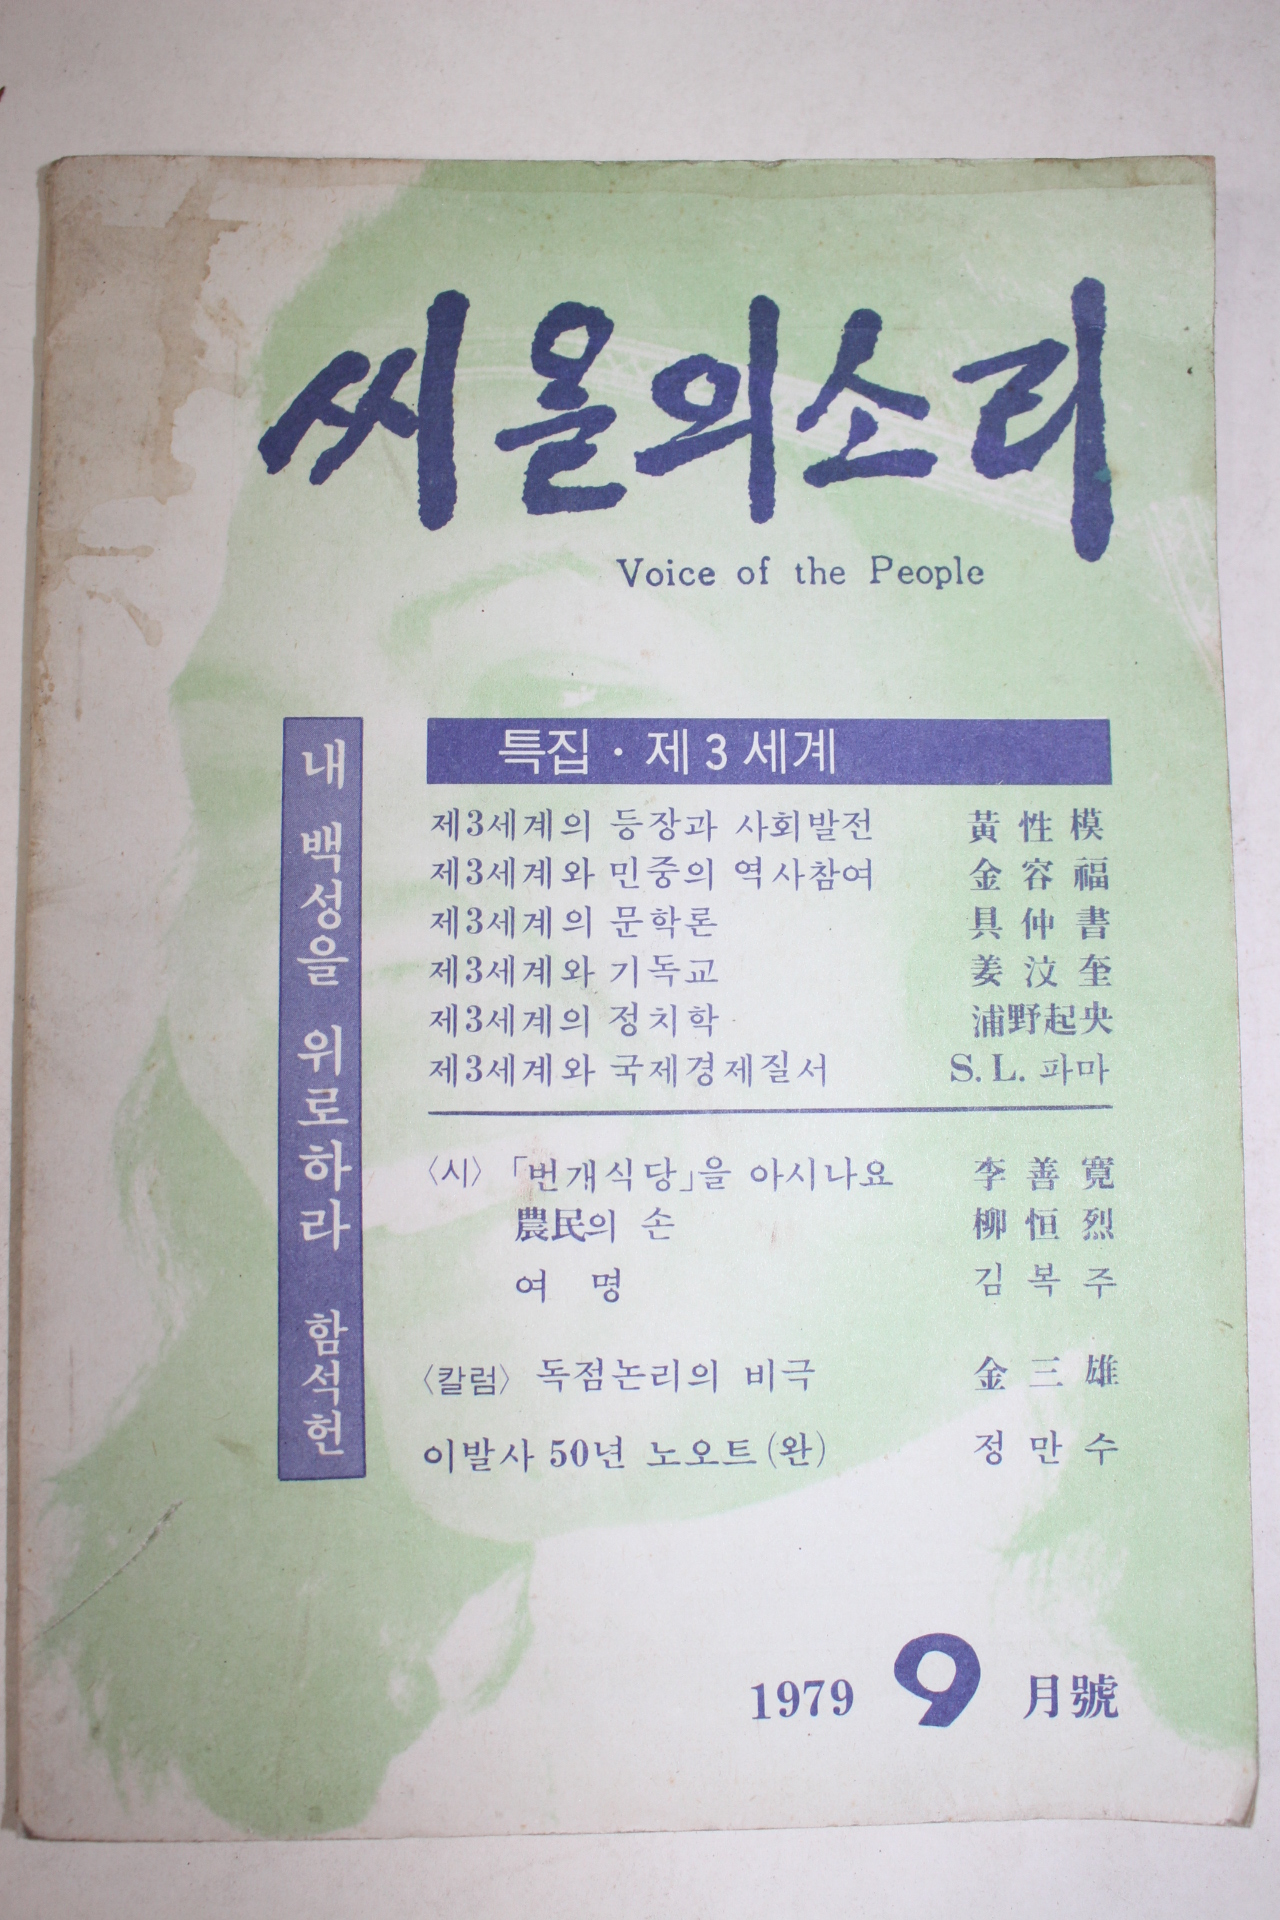 씨올의소리
Voice of the People
내 백성을 위로하라 함석헌
특집·제3세계
제3세계의 등장과 사회발전 黃性模
제3세계와 민중의 역사참여 金容福
제3세계의 문학론 具仲書
제3세계와 기독교 姜汶奎
제3세계의 정치학 浦野起央
제3세계와 국제경제질서 S. L. 파마
〈시〉 「번개식당」을 아시나요 李善寬
農民의 손 柳恒烈
여 명 김복주
〈칼럼〉 독점논리의 비극 金三雄
이발사 50년 노오트(완) 정만수
1979 9 月號